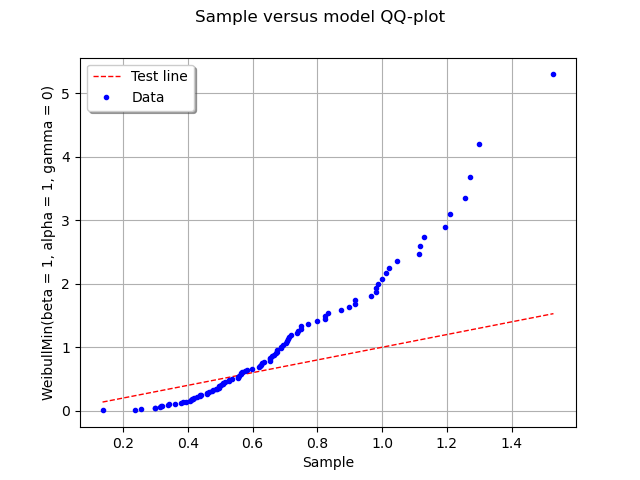 Sample versus model QQ-plot
Test line
Data
WeibullMin(beta = 1, alpha = 1, gamma = 0)
5
4
3
2
1
0
0.2 0.4 0.6 0.8 1.0 1.2 1.4
Sample